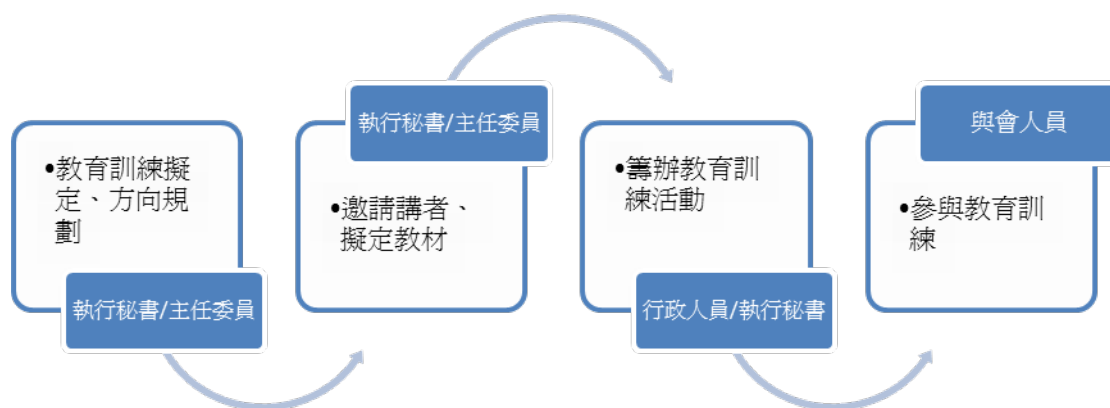 •教育訓練擬
定、方向規
劃
執行秘書/主任委員
執行秘書/主任委員
•邀請講者、
擬定教材
•籌辦教育訓
練活動
行政人員/執行秘書
與會人員
•參與教育訓
練